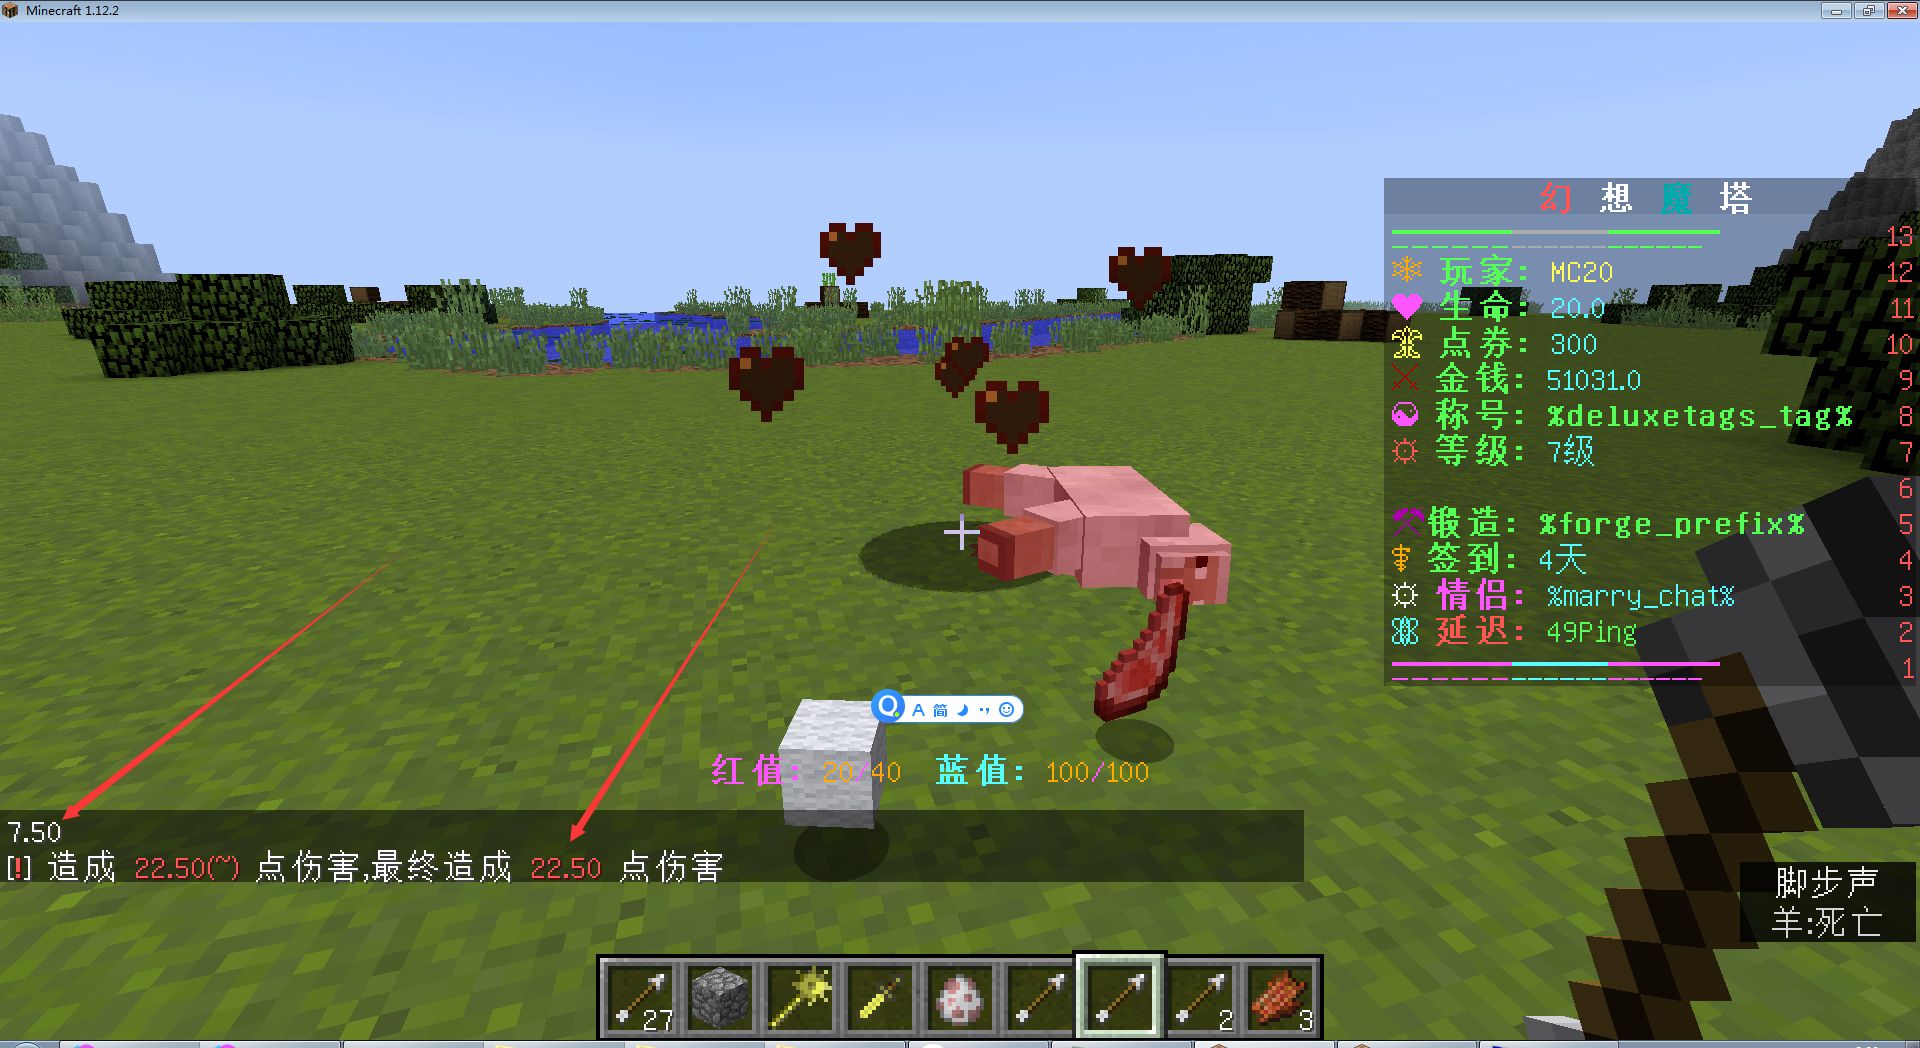 Minecraft 1.12.2
幻 想 魔 塔
13
玩家: MC20 12
生命: 20.0 11
点券: 300 10
金钱: 51031.0 9
称号: %deluxetags_tag% 8
等级: 7级 7
6
锻造: %forge_prefix% 5
签到: 4天 4
情侣: %marry_chat% 3
延迟: 49Ping 2
1
A 简
红值: 20/40 蓝值: 100/100
7.50
[!] 造成 22.50(~) 点伤害,最终造成 22.50 点伤害
脚步声
羊:死亡
27 2 3